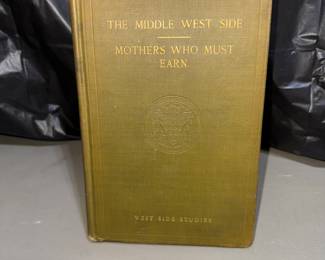 THE MIDDLE WEST SIDE
MOTHERS WHO MUST
EARN
WEST SIDE STUDIES